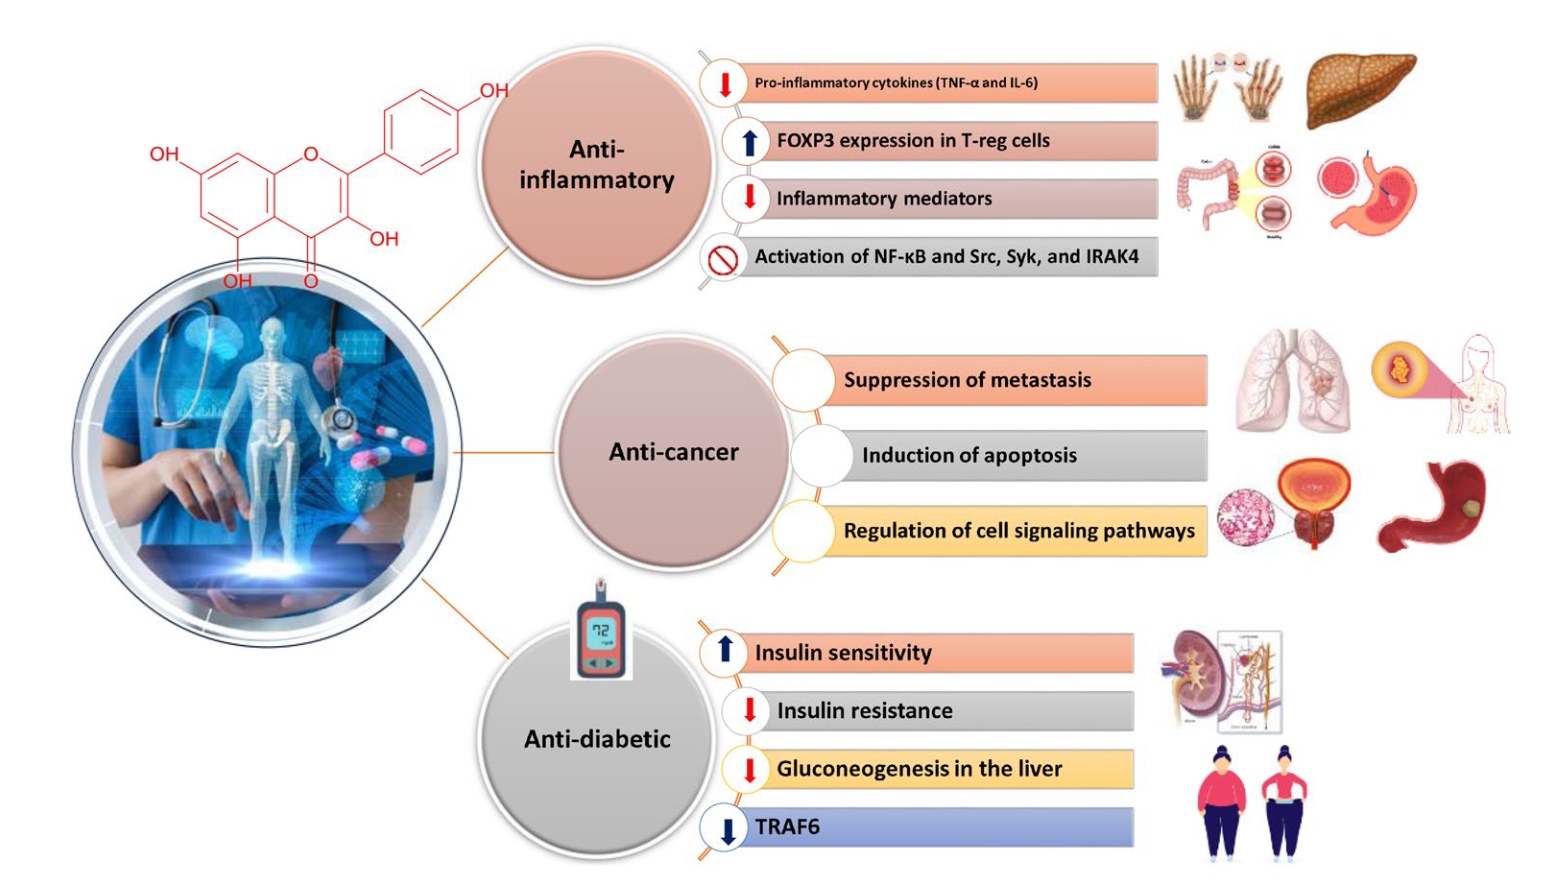 OH
OH
O
OH
OH
O
Anti-
inflammatory
Pro-inflammatory cytokines (TNF-α and IL-6)
FOXP3 expression in T-reg cells
Inflammatory mediators
Activation of NF-κB and Src, Syk, and IRAK4
Anti-cancer
Suppression of metastasis
Induction of apoptosis
Regulation of cell signaling pathways
72
Anti-diabetic
Insulin sensitivity
Insulin resistance
Gluconeogenesis in the liver
TRAF6